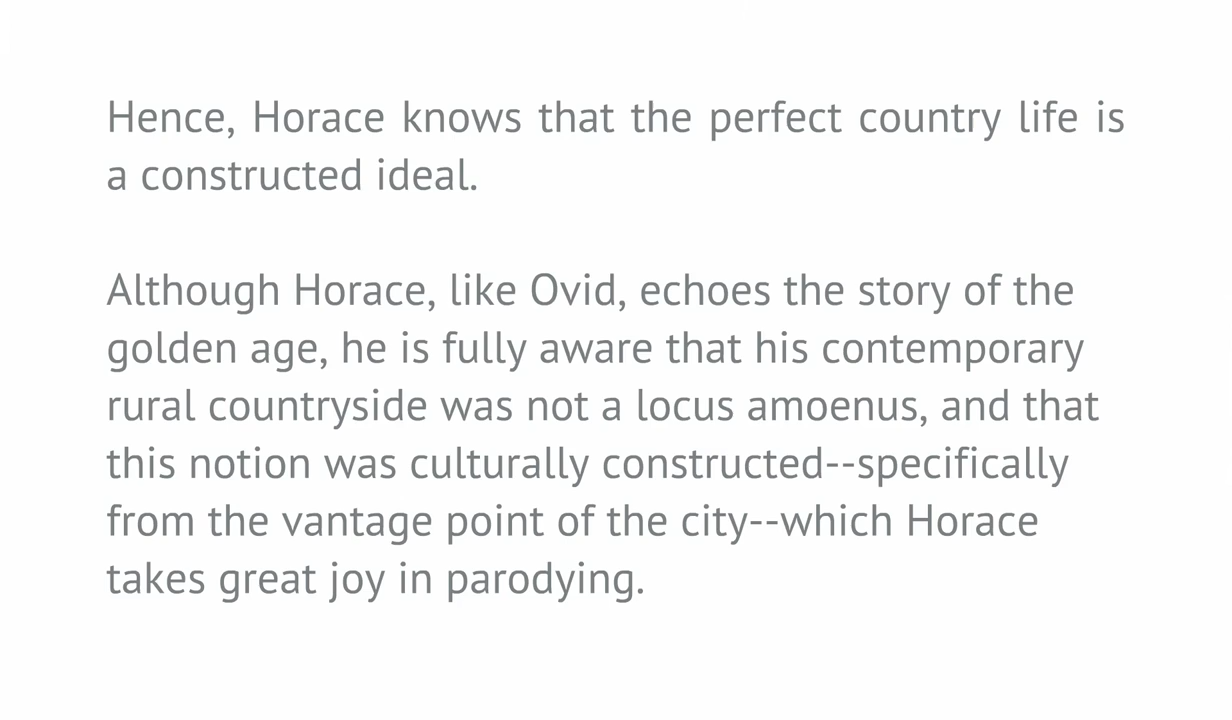 Hence, Horace knows that the perfect country life is
a constructed ideal.
Although Horace, like Ovid, echoes the story of the
golden age, he is fully aware that his contemporary
rural countryside was not a locus amoenus, and that
this notion was culturally constructed--specifically
from the vantage point of the city--which Horace
takes great joy in parodying.